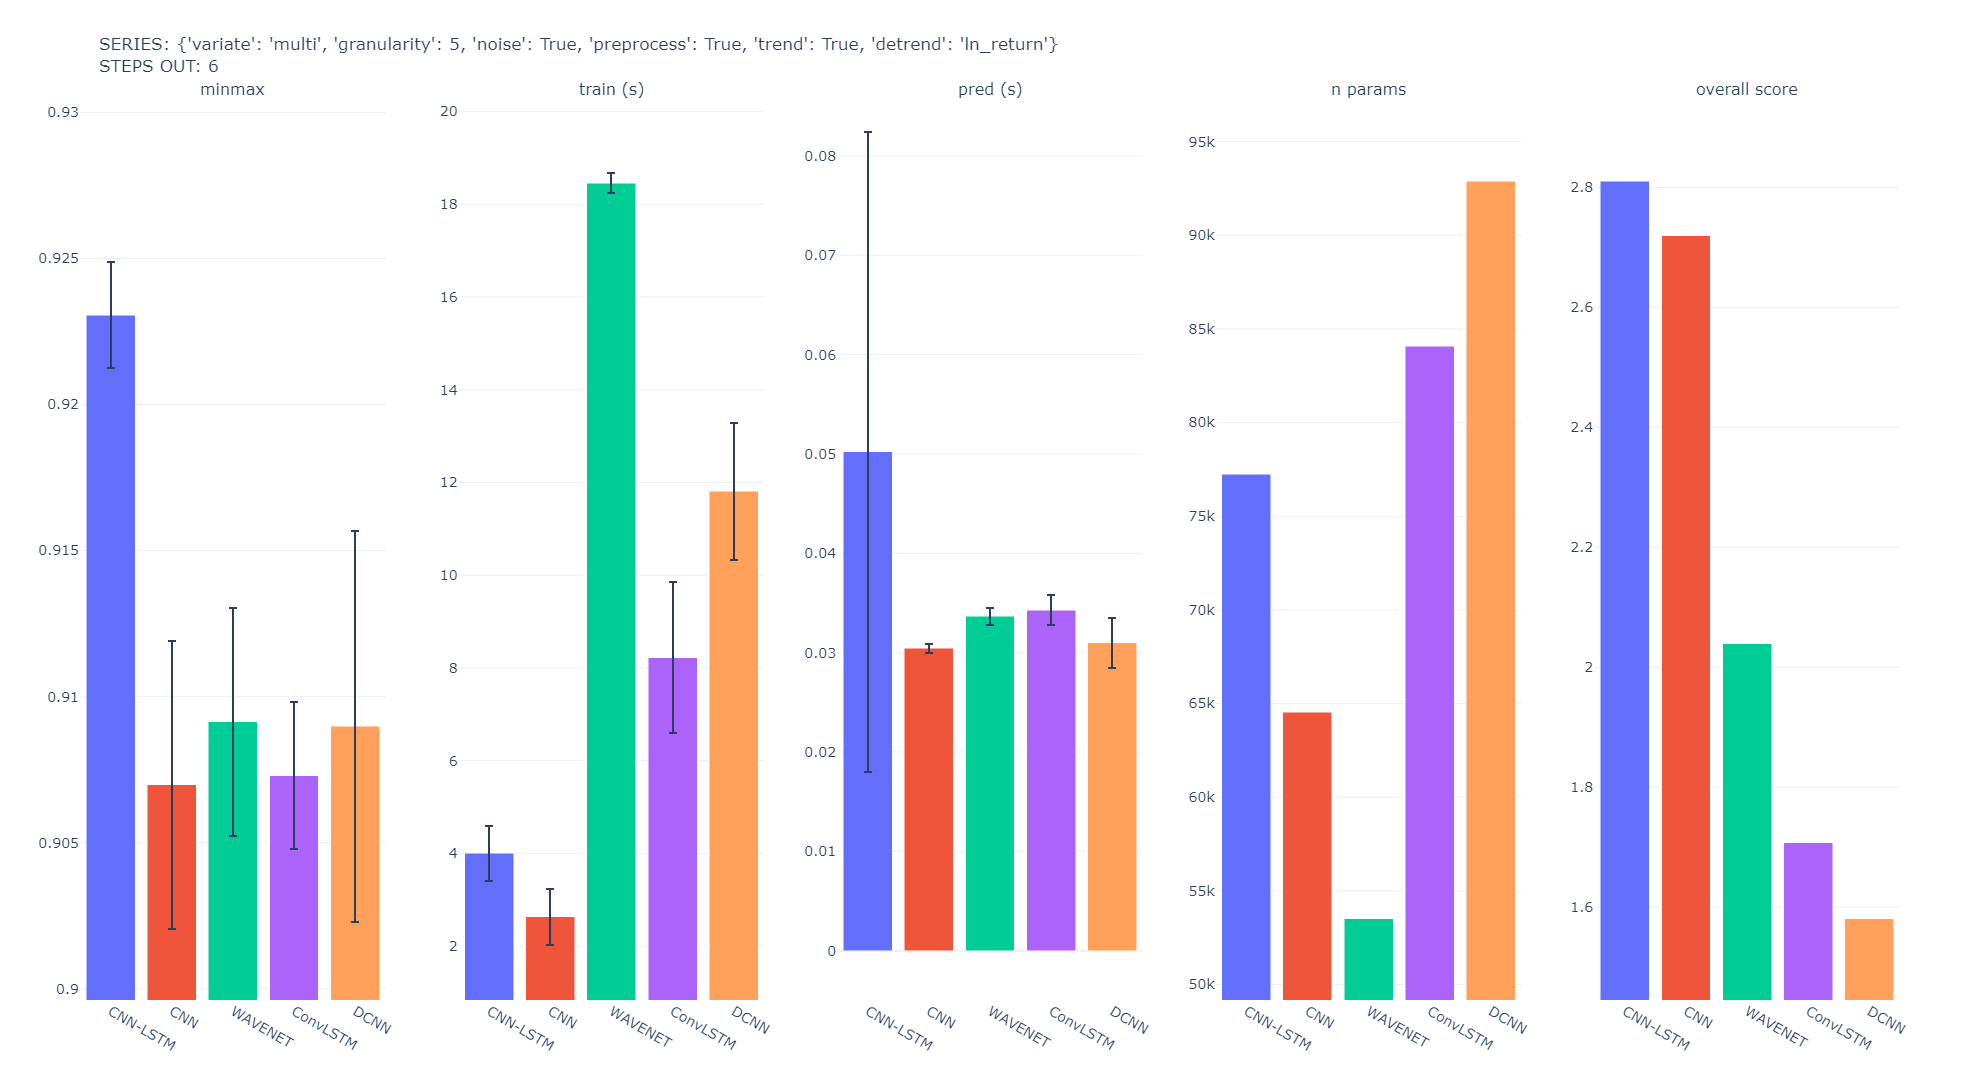 SERIES: {'variate': 'multi', 'granularity': 5, 'noise': True, 'preprocess': True, 'trend': True, 'detrend': 'ln_return'}
STEPS OUT: 6
minmax
0.93
0.925
0.92
0.915
0.91
0.905
0.9
CNN-LSTM
CNN
WAVENET
ConvLSTM
DCNN
train (s)
20
18
16
14
12
10
8
6
4
2
CNN-LSTM
CNN
WAVENET
ConvLSTM
DCNN
pred (s)
0.08
0.07
0.06
0.05
0.04
0.03
0.02
0.01
0
CNN-LSTM
CNN
WAVENET
ConvLSTM
DCNN
n params
95k
90k
85k
80k
75k
70k
65k
60k
55k
50k
CNN-LSTM
CNN
WAVENET
ConvLSTM
DCNN
overall score
2.8
2.6
2.4
2.2
2
1.8
1.6
CNN-LSTM
CNN
WAVENET
ConvLSTM
DCNN